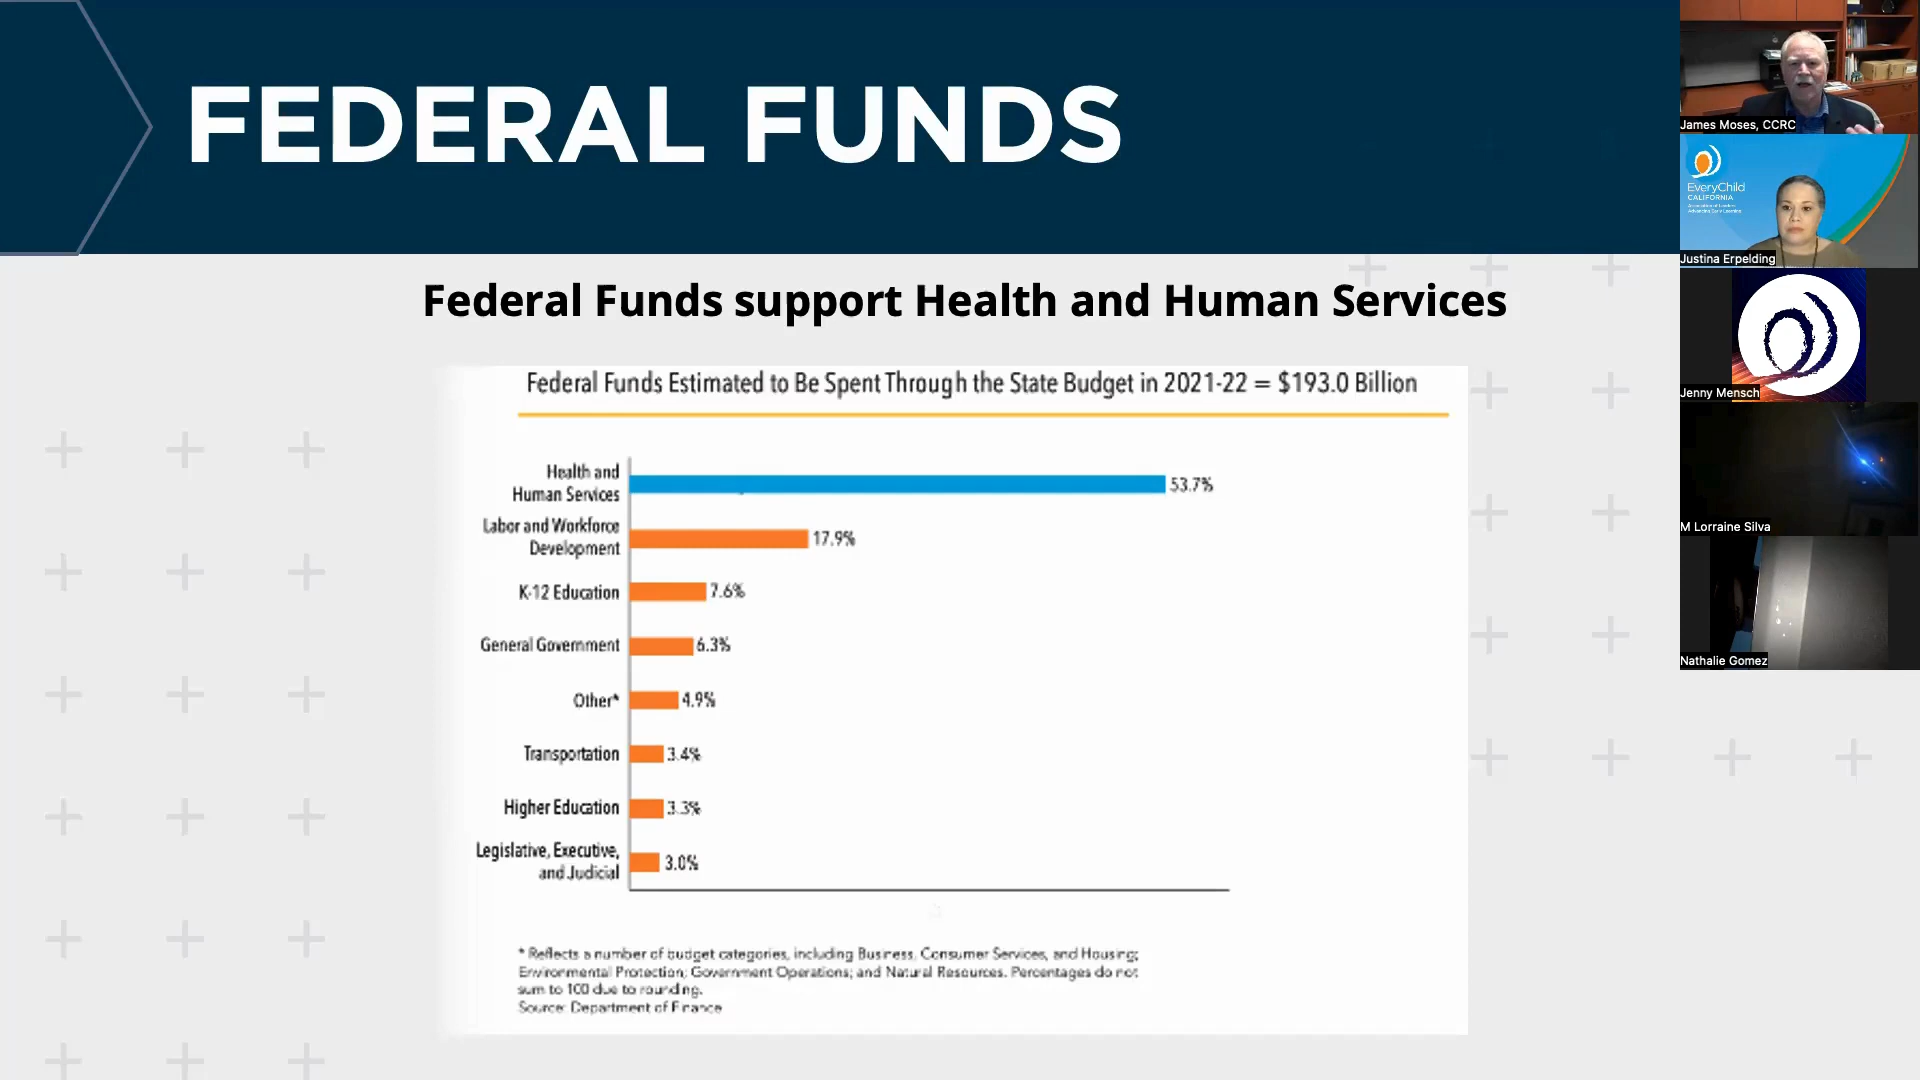 FEDERAL FUNDS
Federal Funds support Health and Human Services
Federal Funds Estimated to Be Spent Through the State Budget in 2021-22 = $193.0 Billion
Health and
Human Services
53.7%
Labor and Workforce
Development
17.9%
K-12 Education
7.6%
General Government
6.3%
Other*
4.9%
Transportation
3.4%
Higher Education
3.3%
Legislative, Executive,
and Judicial
3.0%
* Reflects a number of budget categories, including Business, Consumer Services, and Housing;
Environmental Protection; Government Operations; and Natural Resources. Percentages do not
sum to 100 due to rounding.
Source: Department of Finance
James Moses, CCRC
EveryChild
CALIFORNIA
Justina Erpelding
Jenny Mensch
M Lorraine Silva
Nathalie Gomez